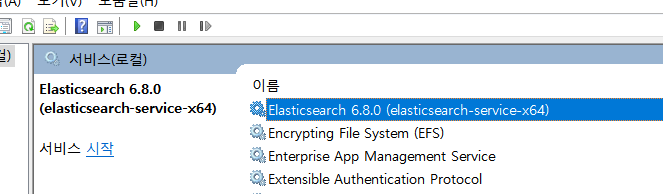 (A) 보기(V) 도움말(H)
컬)
서비스(로컬)
Elasticsearch 6.8.0
(elasticsearch-service-x64)
서비스 시작
이름
Elasticsearch 6.8.0 (elasticsearch-service-x64)
Encrypting File System (EFS)
Enterprise App Management Service
Extensible Authentication Protocol